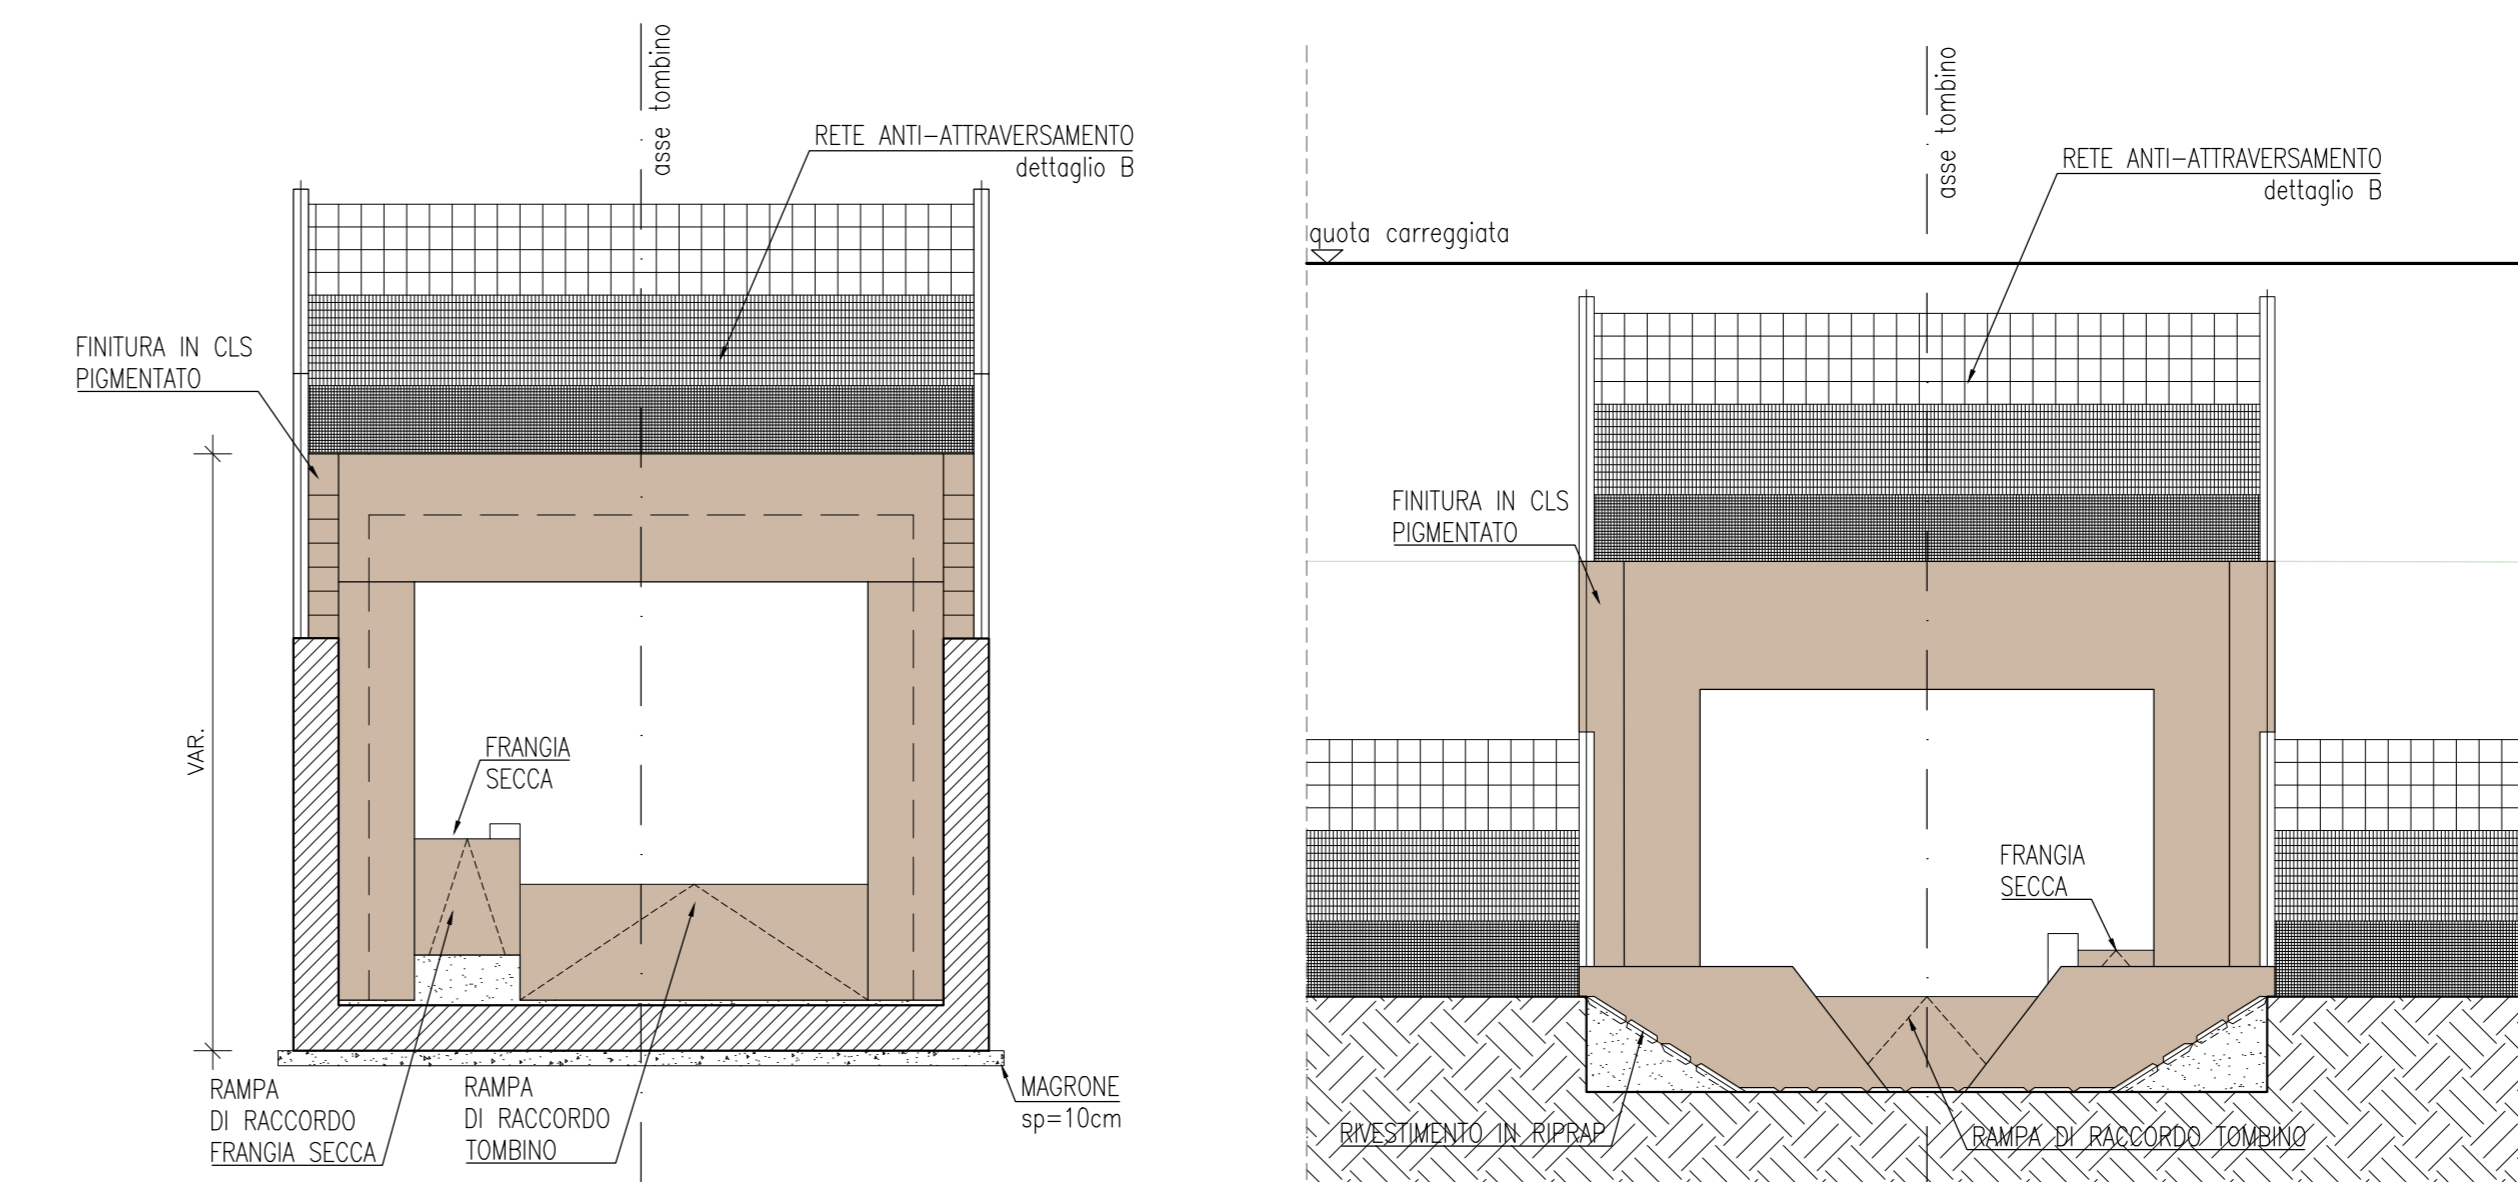 asse tombino
RETE ANTI-ATTRAVERSAMENTO
dettaglio B
FINITURA IN CLS
PIGMENTATO
VAR.
FRANGIA
SECCA
RAMPA
DI RACCORDO
FRANGIA SECCA
RAMPA
DI RACCORDO
TOMBINO
MAGRONE
sp=10cm
asse tombino
RETE ANTI-ATTRAVERSAMENTO
dettaglio B
quota carreggiata
FINITURA IN CLS
PIGMENTATO
FRANGIA
SECCA
RIVESTIMENTO IN RIPRAP
RAMPA DI RACCORDO TOMBINO